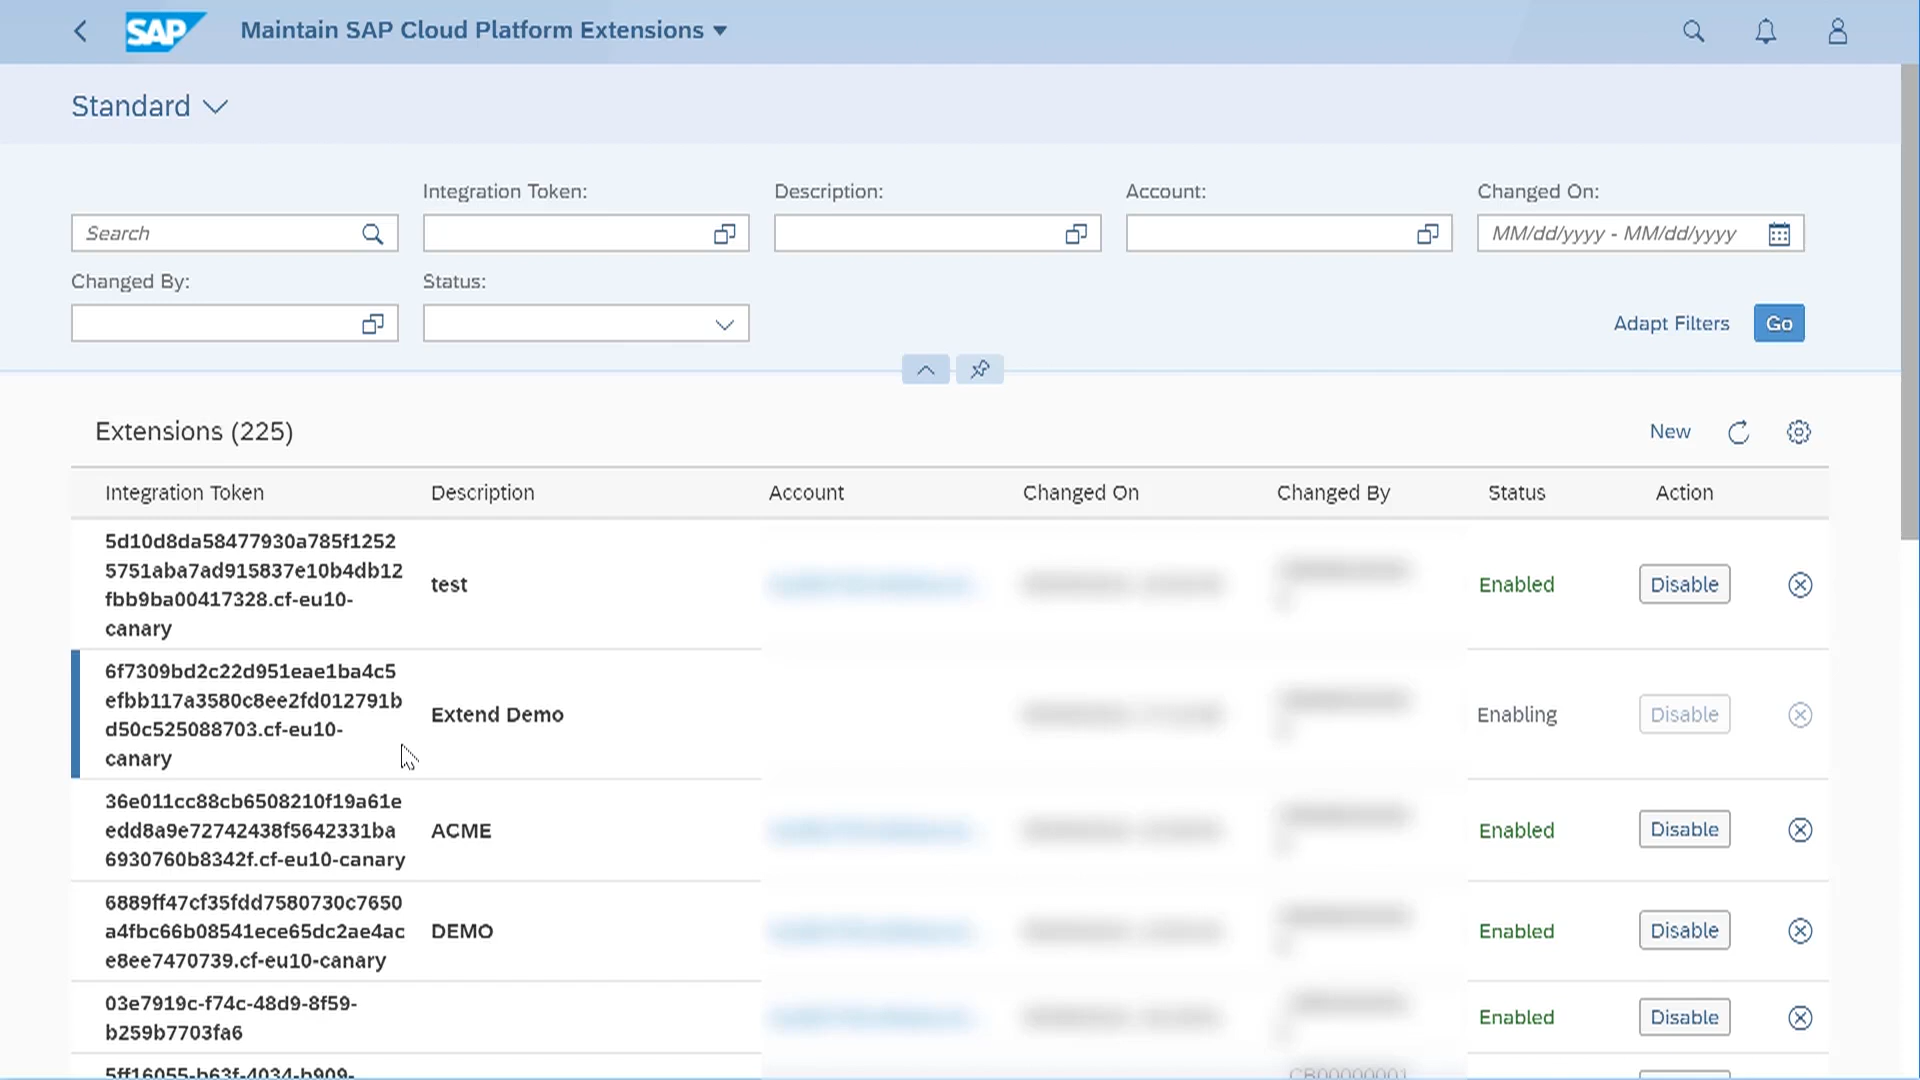 SAP Maintain SAP Cloud Platform Extensions
Standard
Integration Token: Description: Account: Changed On:
Search MM/dd/yyyy - MM/dd/yyyy
Changed By: Status:
Adapt Filters Go
Extensions (225) New
Integration Token Description Account Changed On Changed By Status Action
5d10d8da58477930a785f1252
5751aba7ad915837e10b4db12
fbb9ba00417328.cf-eu10-
canary
test Enabled Disable
6f7309bd2c22d951eae1ba4c5
efbb117a3580c8ee2fd012791b
d50c525088703.cf-eu10-
canary
Extend Demo Enabling Disable
36e011cc88cb6508210f19a61e
edd8a9e72742438f5642331ba
6930760b8342f.cf-eu10-canary
ACME Enabled Disable
6889ff47cf35fdd7580730c7650
a4fbc66b08541ece65dc2ae4ac
e8ee7470739.cf-eu10-canary
DEMO Enabled Disable
03e7919c-f74c-48d9-8f59-
b259b7703fa6
Enabled Disable
5ff16055-b63f-4034-b909-